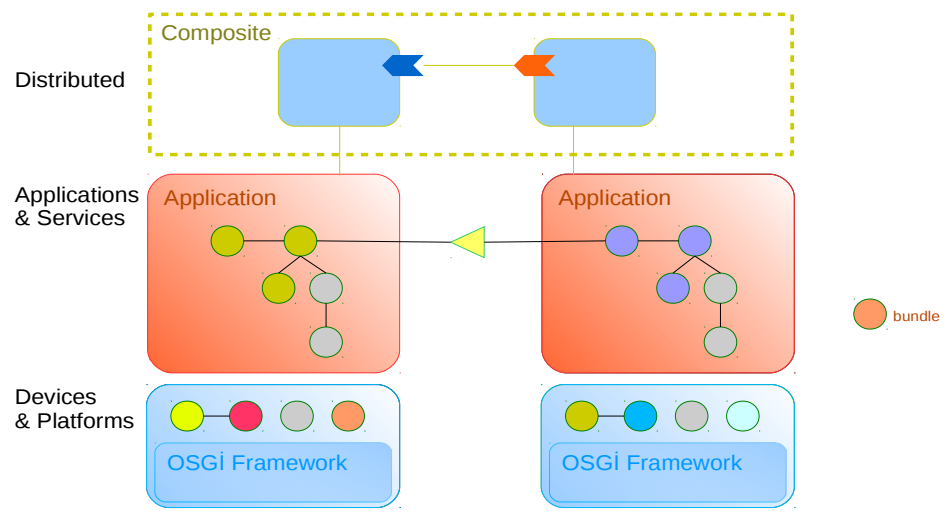 Composite
Distributed
Applications
& Services
Application
Application
bundle
Devices
& Platforms
OSGİ Framework
OSGİ Framework